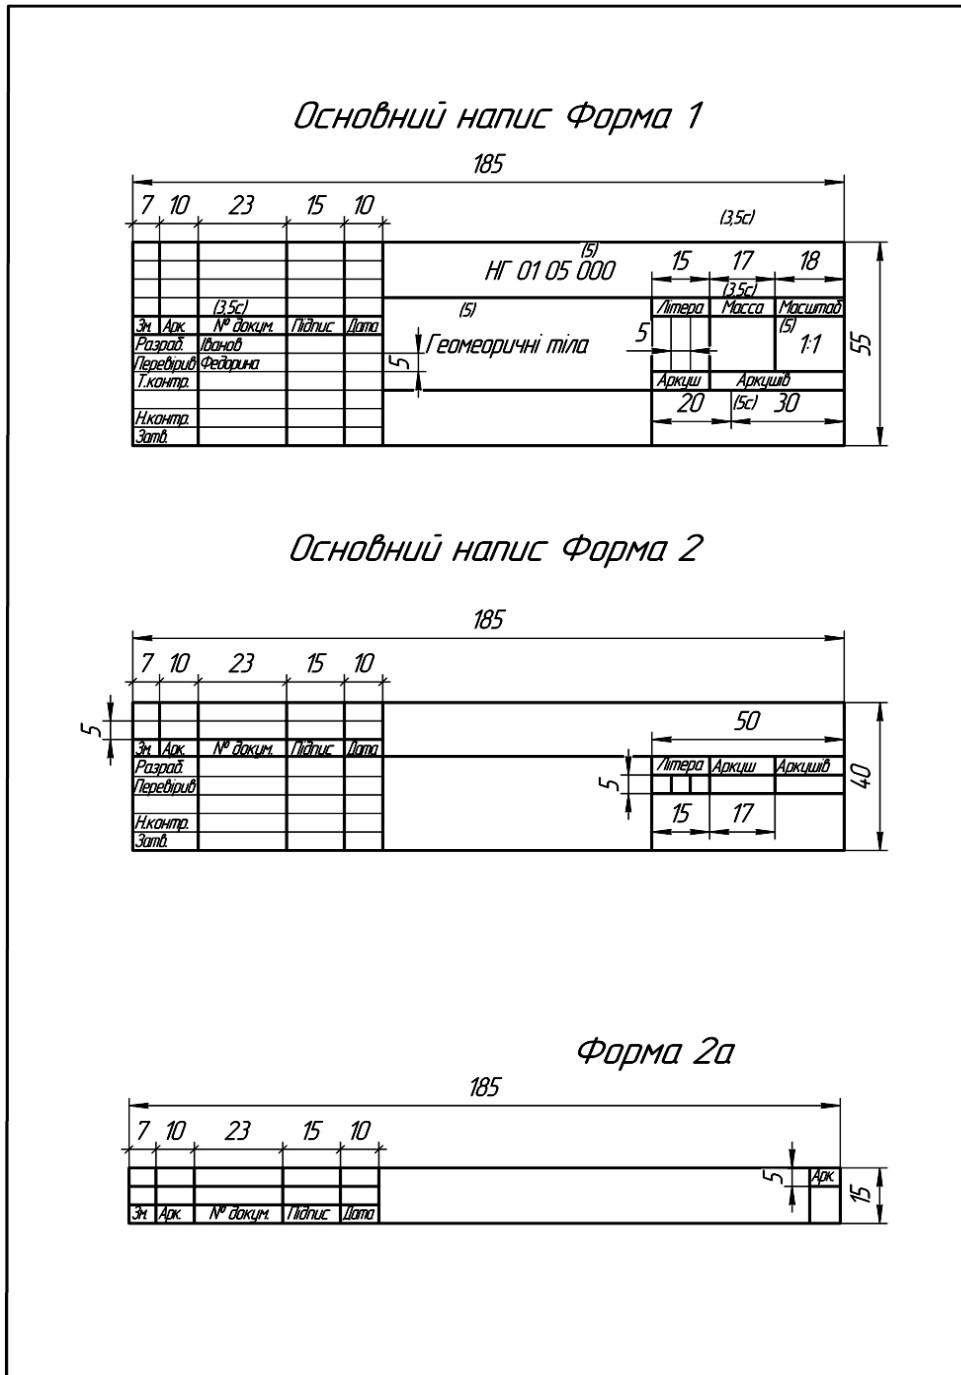 Основний напис Форма 1
185
7 10 23 15 10
(3,5с)
(5)
НГ 01 05 000
15 17 18
(3,5с)
(3,5с)
(5)
Літера Масса Масштаб
Зм. Арк. № докум. Підпис Дата
(5)
5
Разраб. Іванов
Геомеоричні тіла
1:1
55
Перевірив Федорина
5
Т.контр.
Аркуш Аркушів
20 (5с) 30
Н.контр.
Затв.
Основний напис Форма 2
185
7 10 23 15 10
5
50
Зм. Арк. № докум. Підпис Дата
Разраб.
Літера Аркуш Аркушів
40
Перевірив
5
15 17
Н.контр.
Затв.
Форма 2а
185
7 10 23 15 10
5
Арк.
15
Зм. Арк. № докум. Підпис Дата